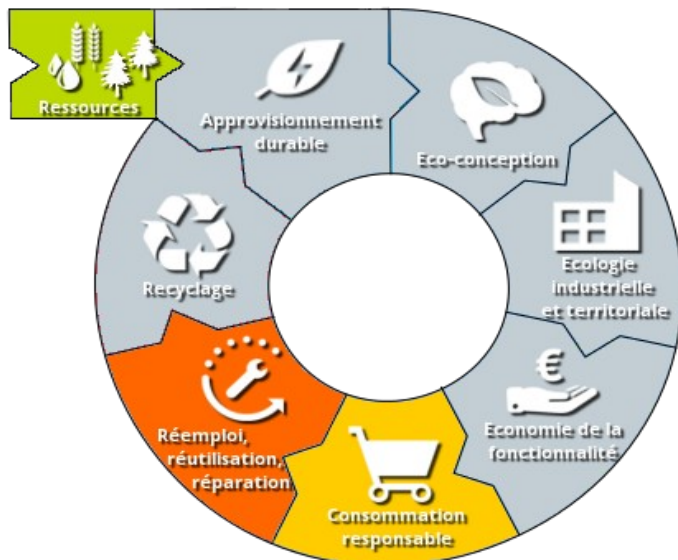 Ressources
Approvisionnement
durable
Eco-conception
Ecologie
industrielle
et territoriale
€
Economie de la
fonctionnalité
Consommation
responsable
Réemploi,
réutilisation,
réparation
Recyclage